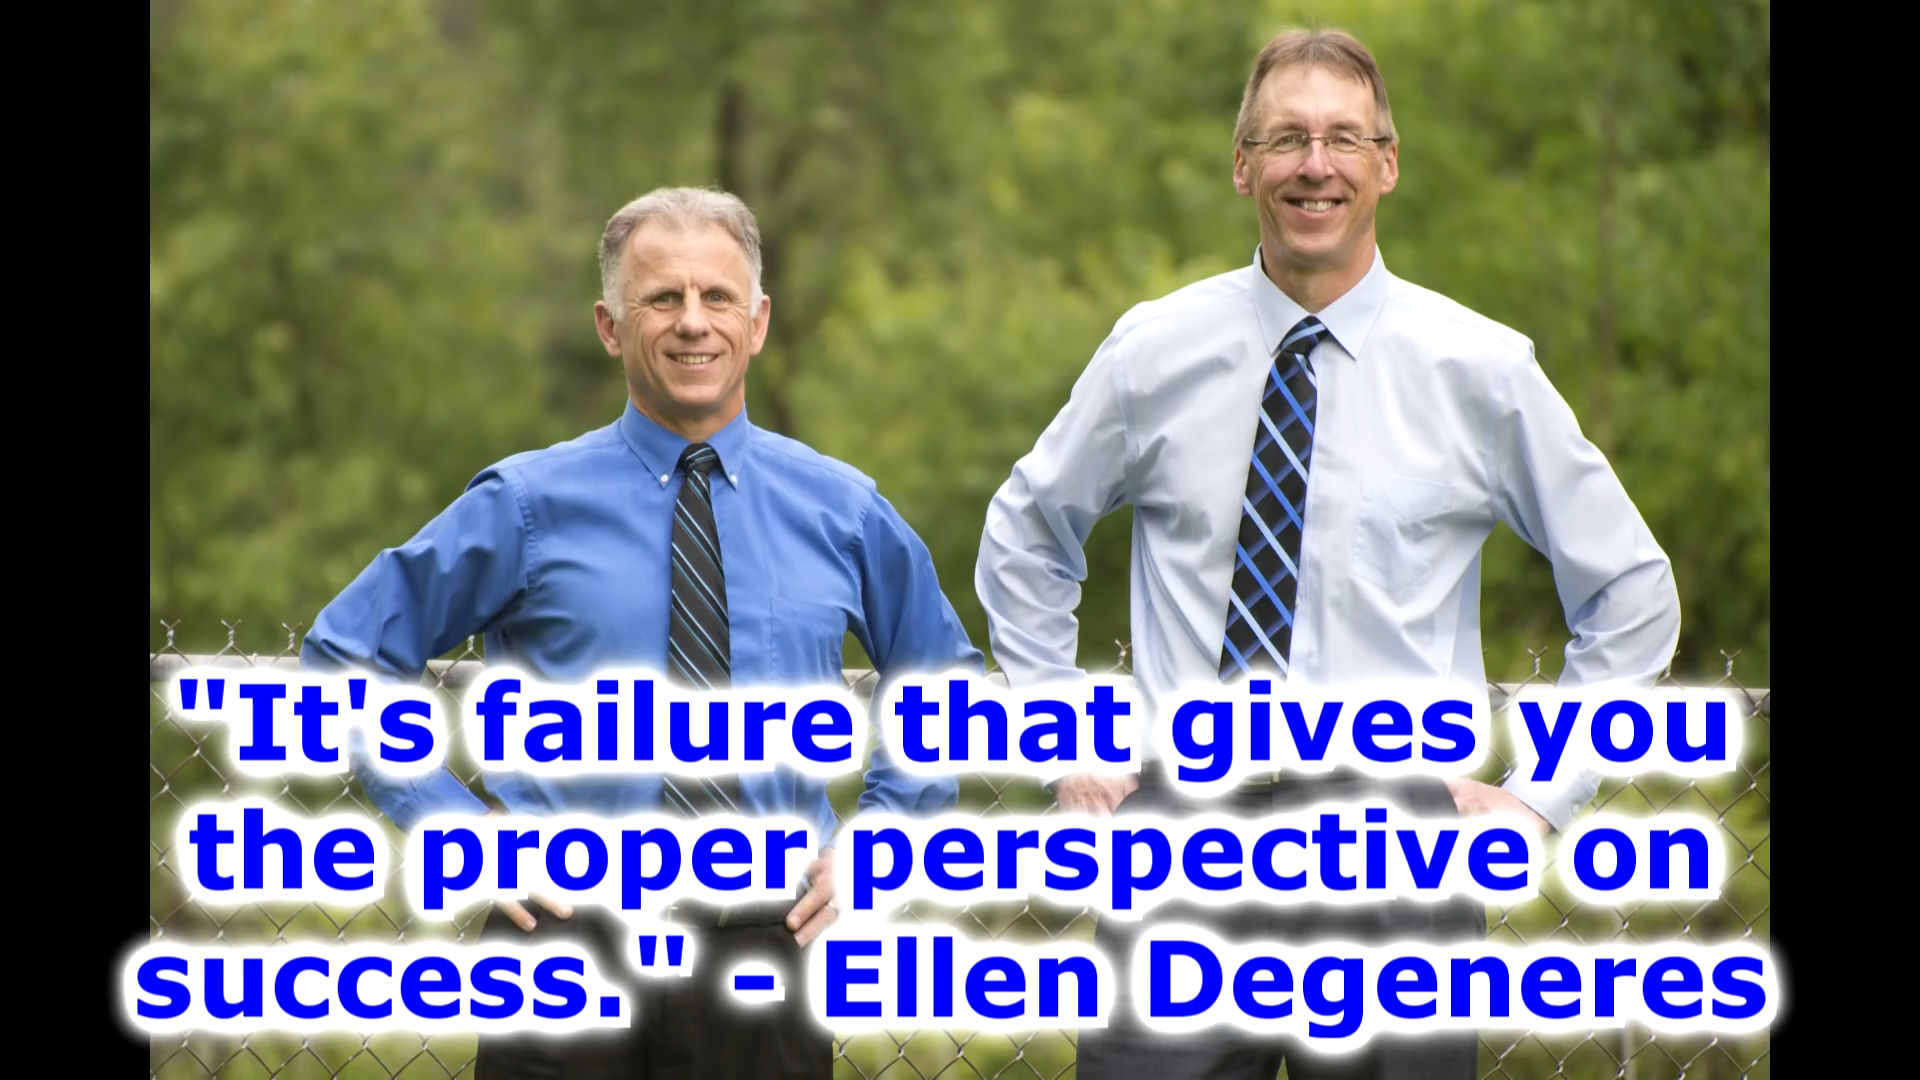 "It's failure that gives you
the proper perspective on
success." - Ellen Degeneres